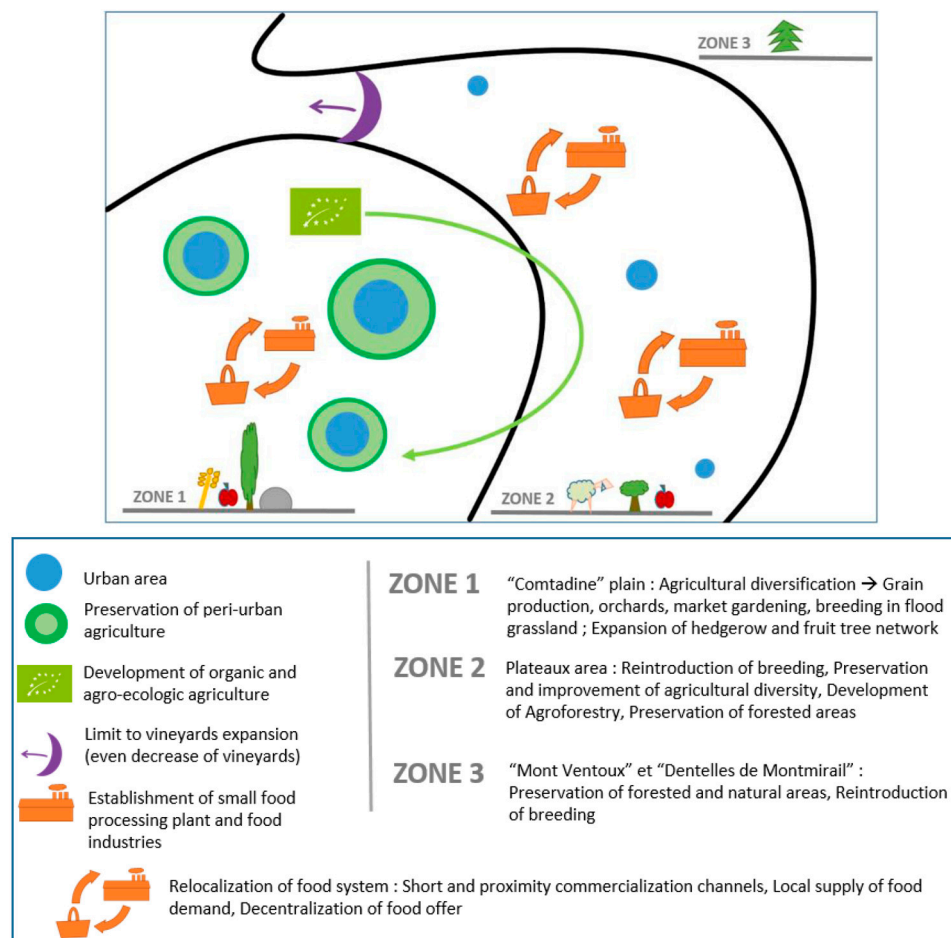 ZONE 3
ZONE 1
ZONE 2
Urban area
Preservation of peri-urban
agriculture
Development of organic and
agro-ecologic agriculture
Limit to vineyards expansion
(even decrease of vineyards)
Establishment of small food
processing plant and food
industries
ZONE 1
“Comtadine” plain : Agricultural diversification → Grain
production, orchards, market gardening, breeding in flood
grassland ; Expansion of hedgerow and fruit tree network
ZONE 2
Plateaux area : Reintroduction of breeding, Preservation
and improvement of agricultural diversity, Development
of Agroforestry, Preservation of forested areas
ZONE 3
“Mont Ventoux” et “Dentelles de Montmirail” :
Preservation of forested and natural areas, Reintroduction
of breeding
Relocalization of food system : Short and proximity commercialization channels, Local supply of food
demand, Decentralization of food offer